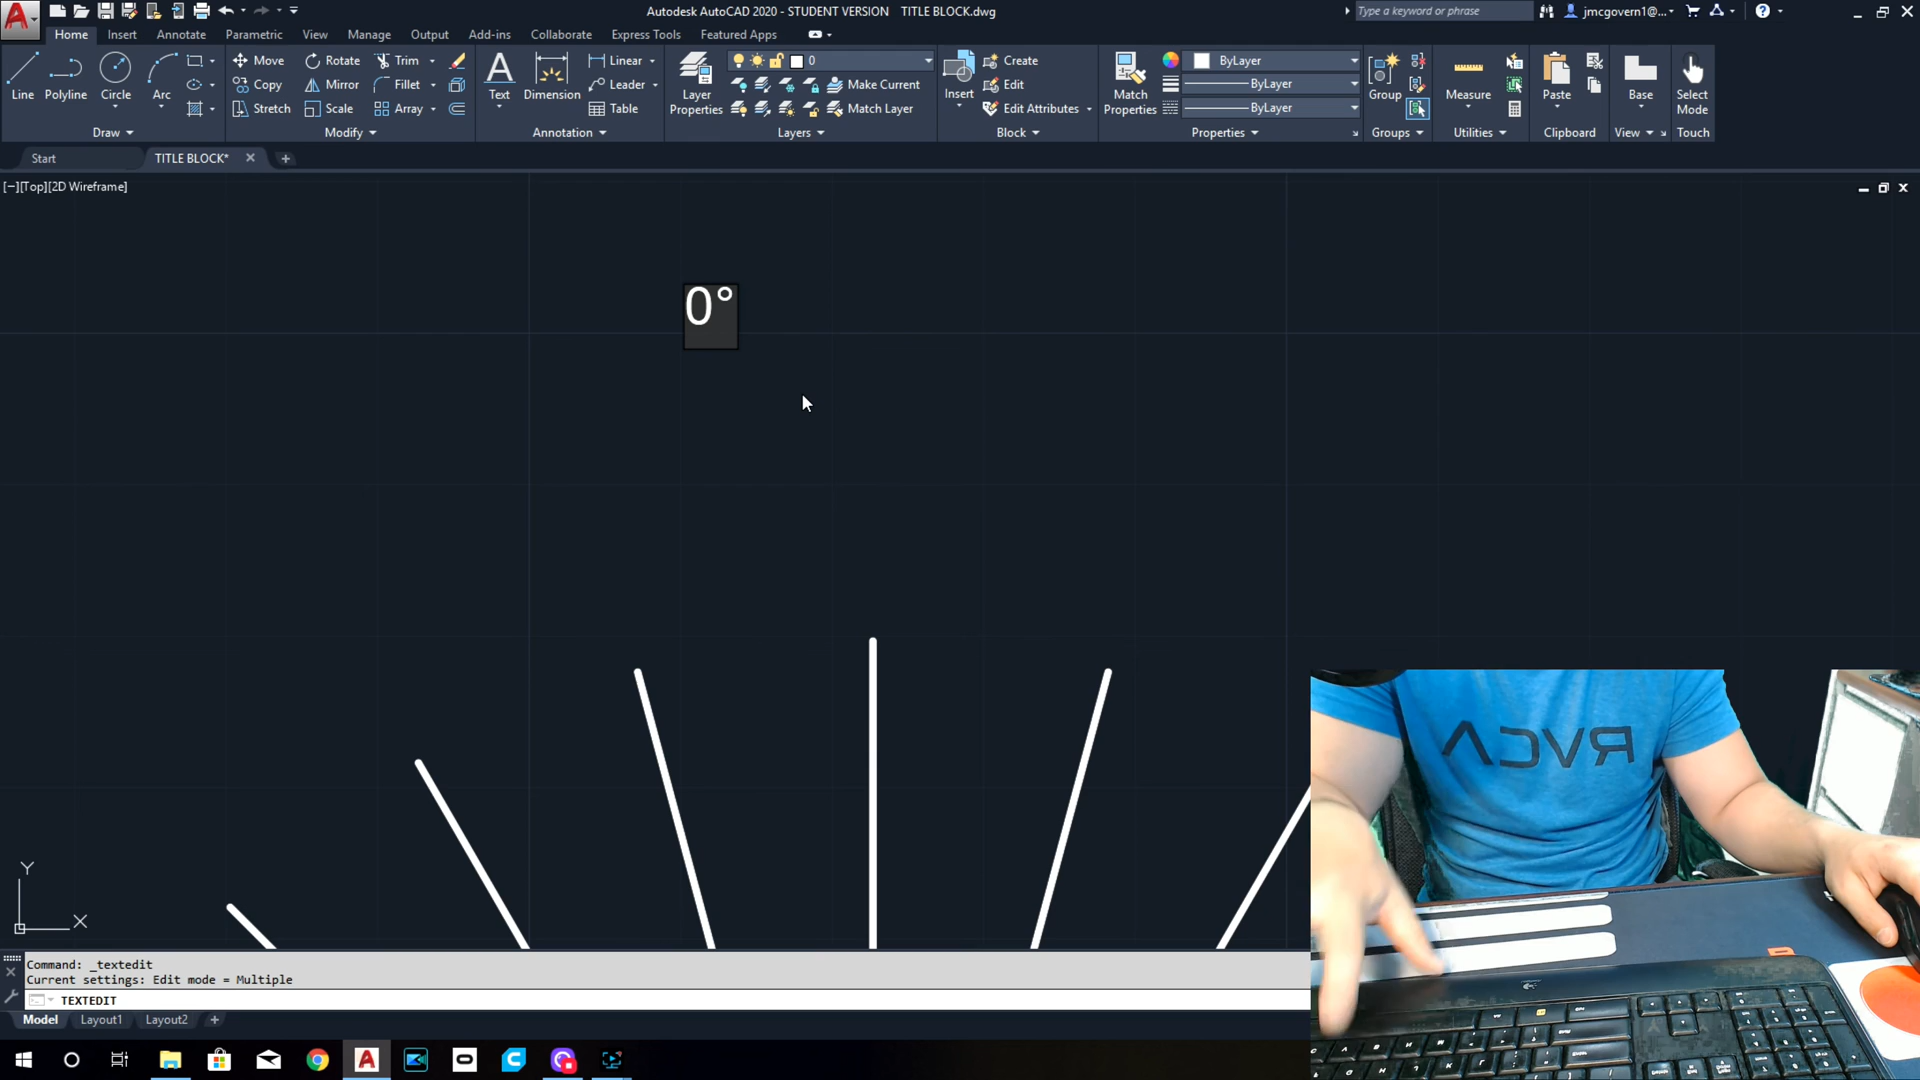 Autodesk AutoCAD 2020 - STUDENT VERSION TITLE BLOCK.dwg
Type a keyword or phrase
jmcgovern1@...
Home Insert Annotate Parametric View Manage Output Add-ins Collaborate Express Tools Featured Apps
Line
Polyline
Circle
Arc
Move
Rotate
Trim
Copy
Mirror
Fillet
Stretch
Scale
Array
Text
Dimension
Linear
Leader
Table
Layer
Properties
0
Make Current
Match Layer
Insert
Create
Edit
Edit Attributes
Match
Properties
ByLayer
ByLayer
ByLayer
Group
Measure
Paste
Base
Select
Mode
Draw
Modify
Annotation
Layers
Block
Properties
Groups
Utilities
Clipboard
View
Touch
Start
TITLE BLOCK*
[−][Top][2D Wireframe]
0°
RVCA
Y
X
Command: _textedit
Current settings: Edit mode = Multiple
TEXTEDIT
Model Layout1 Layout2